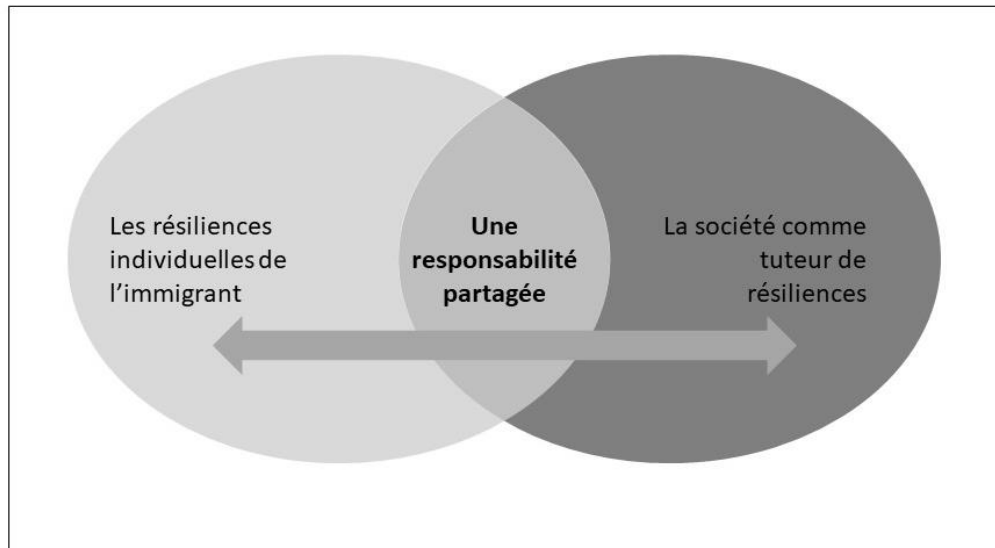 Les résiliences
individuelles de
l’immigrant
Une
responsabilité
partagée
La société comme
tuteur de
résiliences